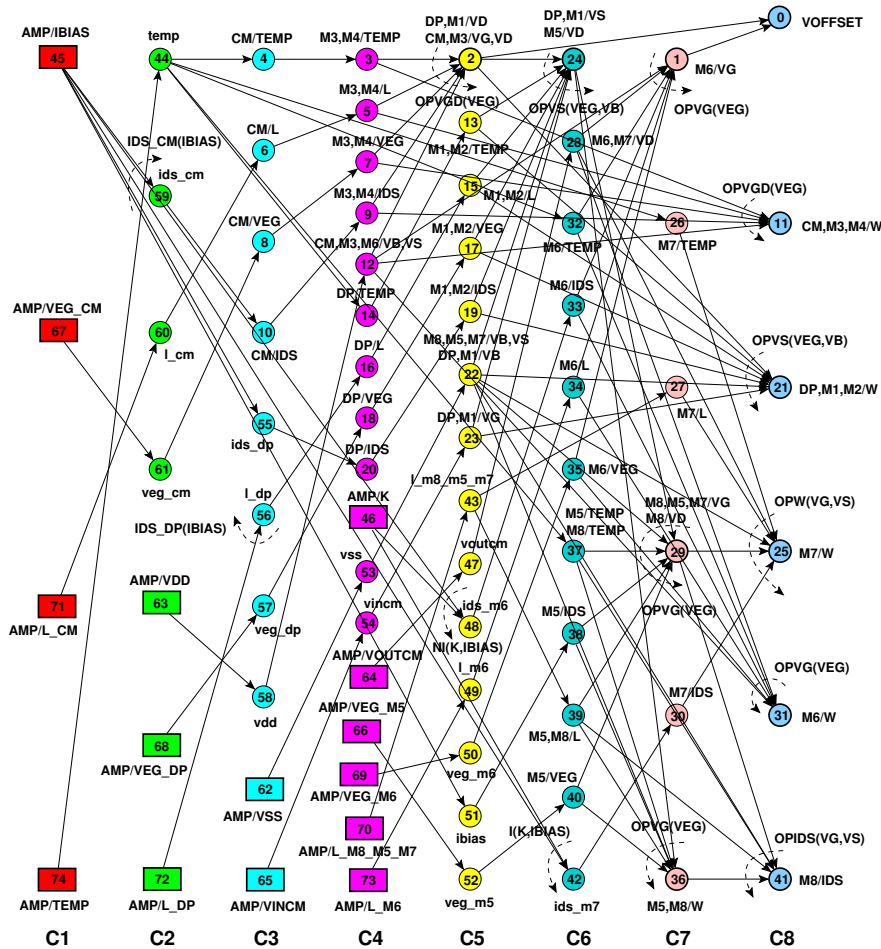 AMP/IBIAS
45
AMP/VEG_CM
67
71
AMP/L_CM
74
AMP/TEMP
C1
temp
44
IDS_CM(IBIAS)
ids_cm
59
60
l_cm
61
veg_cm
AMP/VDD
63
68
AMP/VEG_DP
72
AMP/L_DP
C2
CM/TEMP
4
CM/L
6
CM/VEG
8
10
CM/IDS
55
ids_dp
l_dp
56
IDS_DP(IBIAS)
57
veg_dp
58
vdd
62
AMP/VSS
65
AMP/VINCM
C3
M3,M4/TEMP
3
M3,M4/L
5
M3,M4/VEG
7
M3,M4/IDS
9
CM,M3,M6/VB,VS
12
DP/TEMP
14
DP/L
16
DP/VEG
18
DP/IDS
20
AMP/K
46
vss
53
vincm
54
AMP/VOUTCM
64
AMP/VEG_M5
66
69
AMP/VEG_M6
70
AMP/L_M8_M5_M7
73
AMP/L_M6
C4
DP,M1/VD
CM,M3/VG,VD
2
OPVGD(VEG)
13
M1,M2/TEMP
15
M1,M2/L
M1,M2/VEG
17
M1,M2/IDS
19
M8,M5,M7/VB,VS
DP,M1/VB
22
DP,M1/VG
23
l_m8_m5_m7
43
voutcm
47
ids_m6
48
NI(K,IBIAS)
l_m6
49
50
veg_m6
51
ibias
52
veg_m5
C5
DP,M1/VS
M5/VD
24
OPVS(VEG,VB)
28
M6,M7/VD
32
M6/TEMP
M6/IDS
33
M6/L
34
35
M6/VEG
M5/TEMP
M8/TEMP
37
M5/IDS
38
39
M5,M8/L
M5/VEG
40
I(K,IBIAS)
42
ids_m7
C6
1
M6/VG
OPVG(VEG)
26
M7/TEMP
27
M7/L
M8,M5,M7/VG
M8/VD
29
OPVG(VEG)
M7/IDS
30
OPVG(VEG)
36
M5,M8/W
C7
0
VOFFSET
OPVGD(VEG)
11
CM,M3,M4/W
OPVS(VEG,VB)
21
DP,M1,M2/W
OPW(VG,VS)
25
M7/W
OPVG(VEG)
31
M6/W
OPIDS(VG,VS)
41
M8/IDS
C8